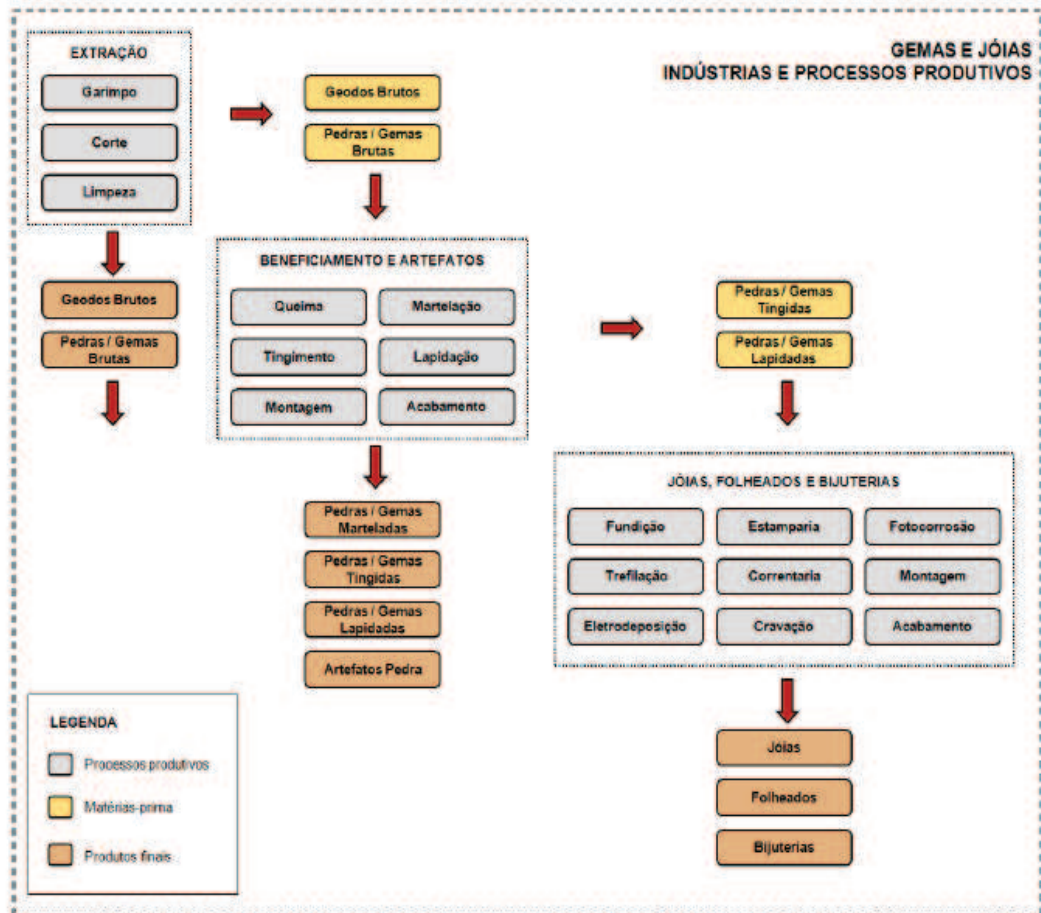 GEMAS E JÓIAS
INDÚSTRIAS E PROCESSOS PRODUTIVOS
EXTRAÇÃO
Garimpo
Corte
Limpeza
Geodos Brutos
Pedras / Gemas
Brutas
Geodos Brutos
Pedras / Gemas
Brutas
BENEFICIAMENTO E ARTEFATOS
Queima
Martelação
Tingimento
Lapidação
Montagem
Acabamento
Pedras / Gemas
Tingidas
Pedras / Gemas
Lapidadas
Pedras / Gemas
Marteladas
Pedras / Gemas
Tingidas
Pedras / Gemas
Lapidadas
Artefatos Pedra
JÓIAS, FOLHEADOS E BIJUTERIAS
Fundição
Estamparia
Fotocorrosão
Trefilação
Correntaria
Montagem
Eletrodeposição
Cravação
Acabamento
Jóias
Folheados
Bijuterias
LEGENDA
Processos produtivos
Matérias-prima
Produtos finais